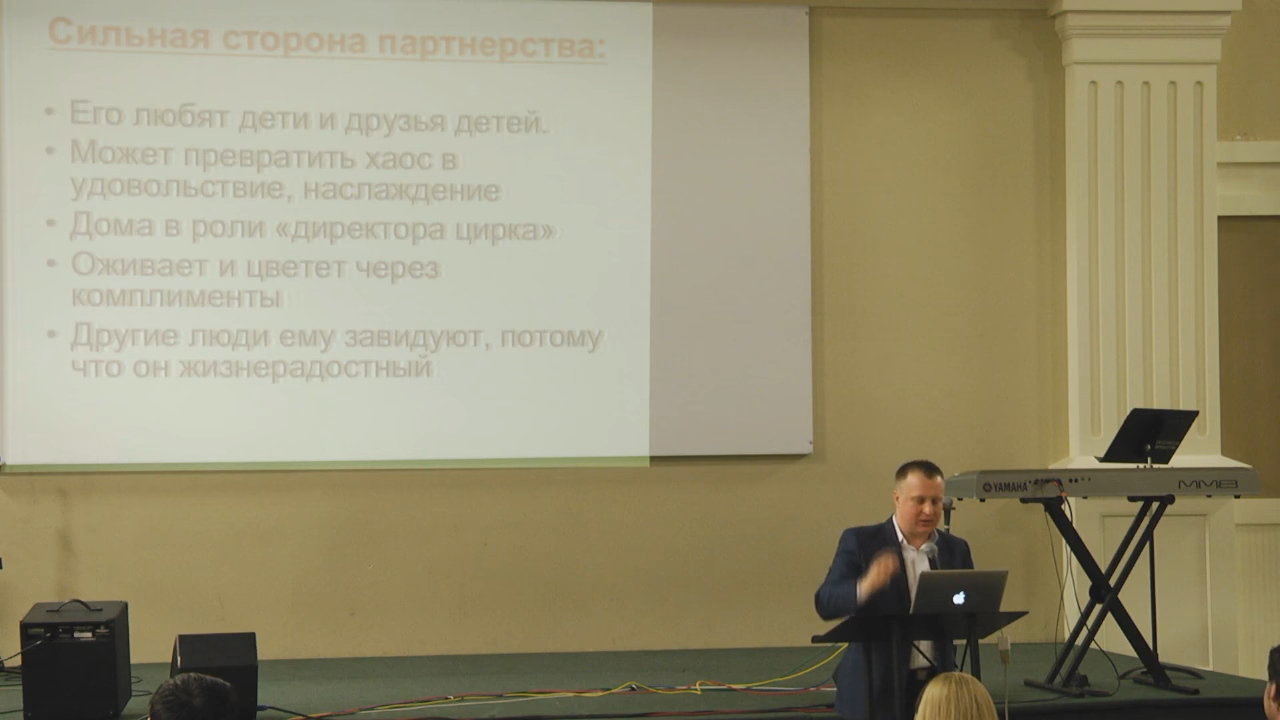 Сильная сторона партнерства:
• Его любят дети и друзья детей.
• Может превратить хаос в
удовольствие, наслаждение
• Дома в роли «директора цирка»
• Оживает и цветет через
комплименты
• Другие люди ему завидуют, потому
что он жизнерадостный
YAMAHA
MM8